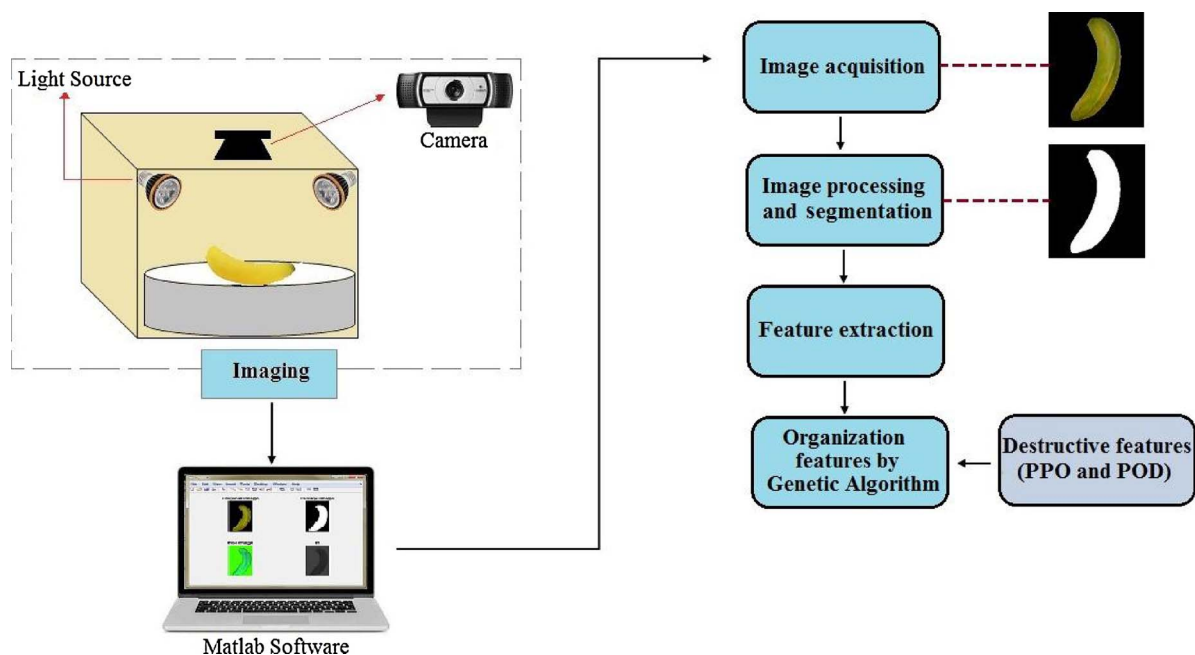 Light Source
Camera
Imaging
Matlab Software
Image acquisition
Image processing
and segmentation
Feature extraction
Organization
features by
Genetic Algorithm
Destructive features
(PPO and POD)